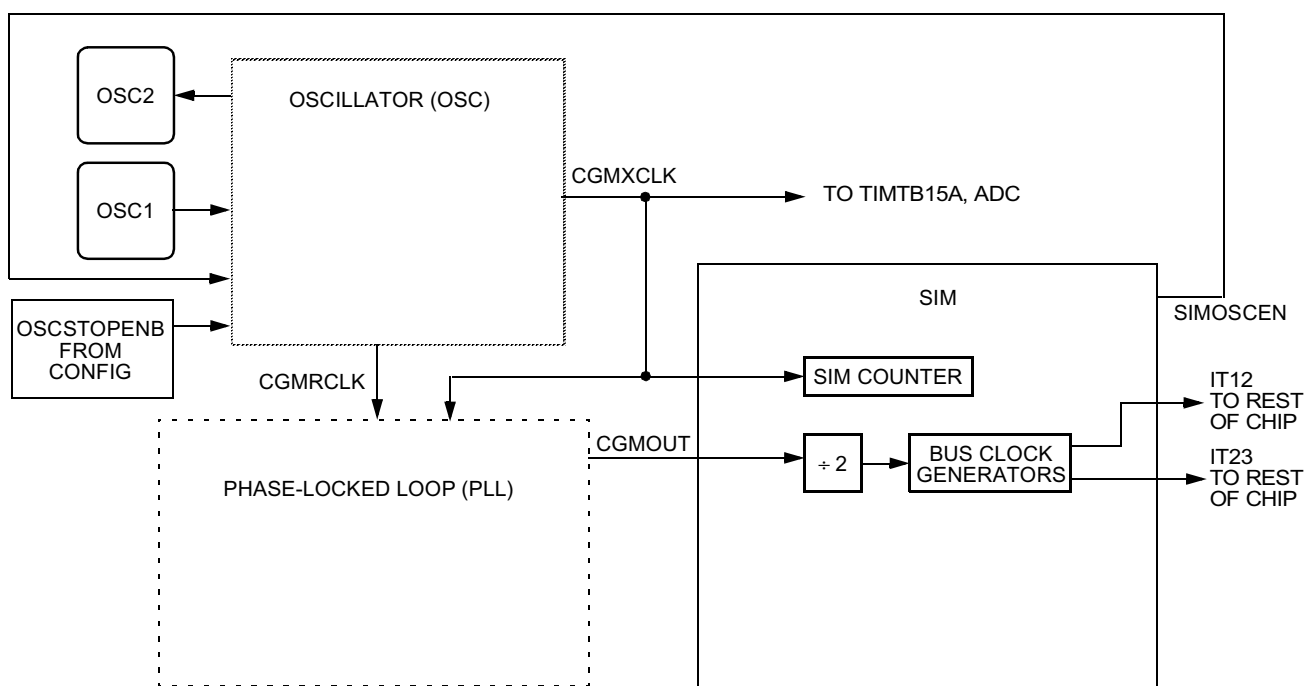 OSC2
OSCILLATOR (OSC)
CGMXCLK
TO TIMTB15A, ADC
OSC1
SIM
SIMOSCEN
OSCSTOPENB
FROM
CONFIG
CGMRCLK
SIM COUNTER
IT12
TO REST
OF CHIP
CGMOUT
÷ 2
BUS CLOCK
GENERATORS
IT23
TO REST
OF CHIP
PHASE-LOCKED LOOP (PLL)